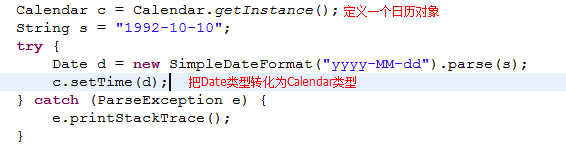 Calendar c = Calendar.getInstance(); 定义一个日历对象
String s = "1992-10-10";
try {
Date d = new SimpleDateFormat("yyyy-MM-dd").parse(s);
c.setTime(d); 把Date类型转化为Calendar类型
} catch (ParseException e) {
e.printStackTrace();
}